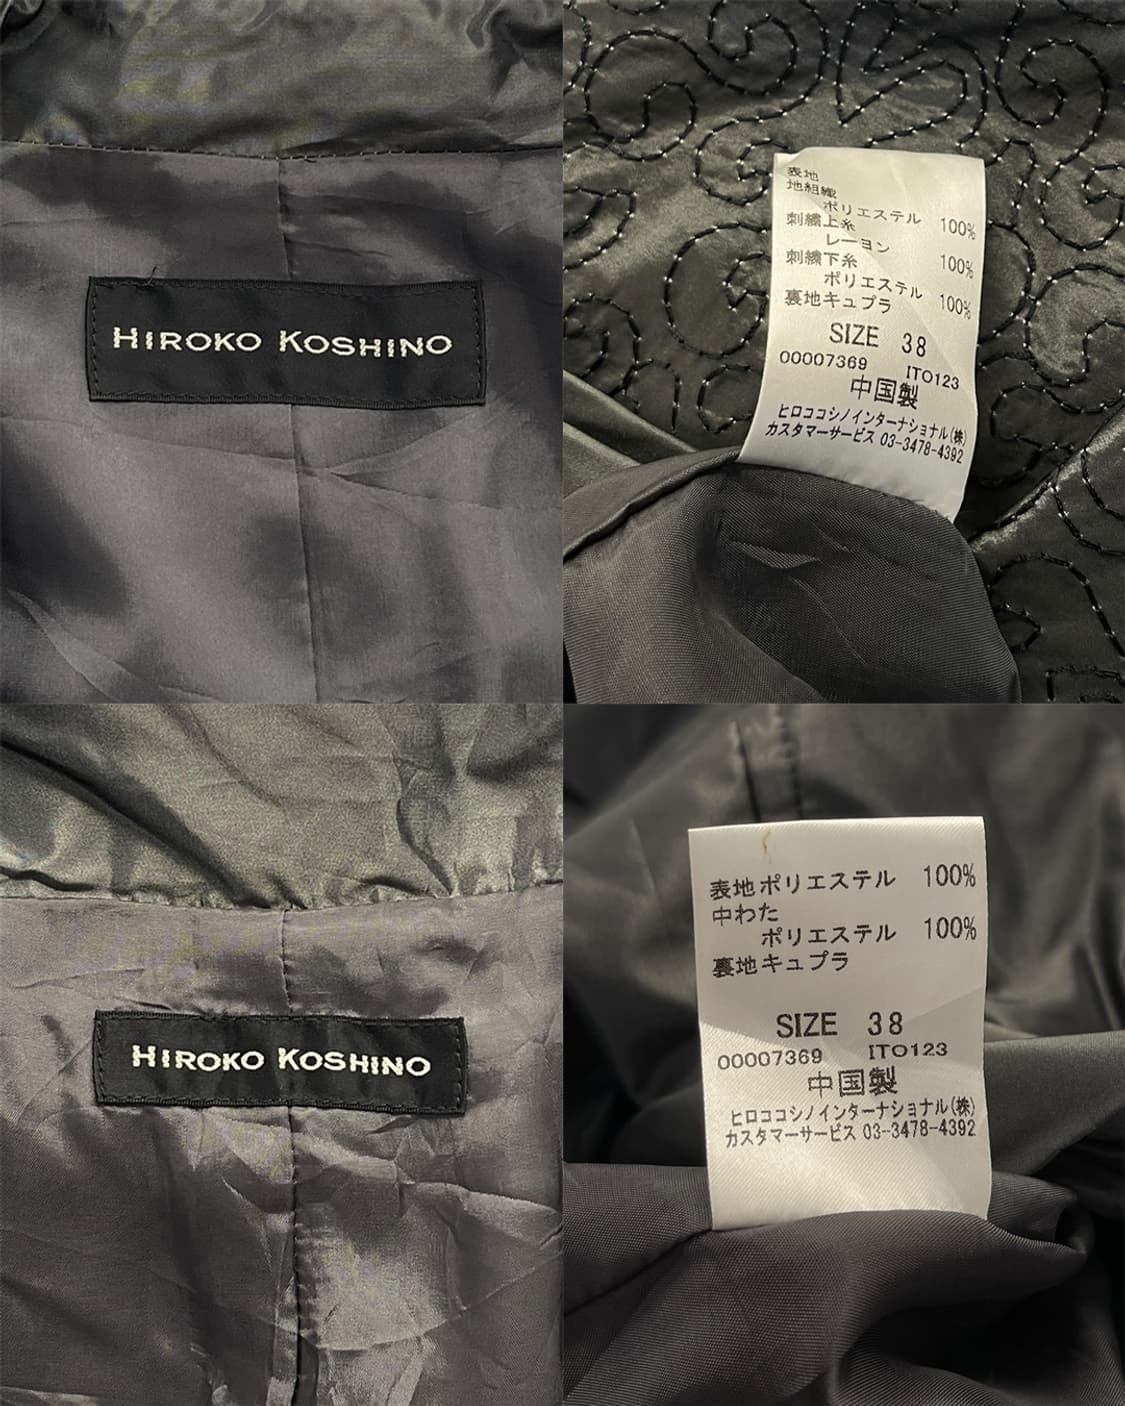 HIROKO KOSHINO
表地
地組織
ポリエステル 100%
刺繍上糸
レーヨン 100%
刺繍下糸
ポリエステル 100%
裏地キュプラ
SIZE 38
00007369 ITO123
中国製
ヒロココシノインターナショナル(株)
カスタマーサービス 03-3478-4392
HIROKO KOSHINO
表地ポリエステル 100%
中わた
ポリエステル 100%
裏地キュプラ
SIZE 38
00007369 ITO123
中国製
ヒロココシノインターナショナル(株)
カスタマーサービス 03-3478-4392